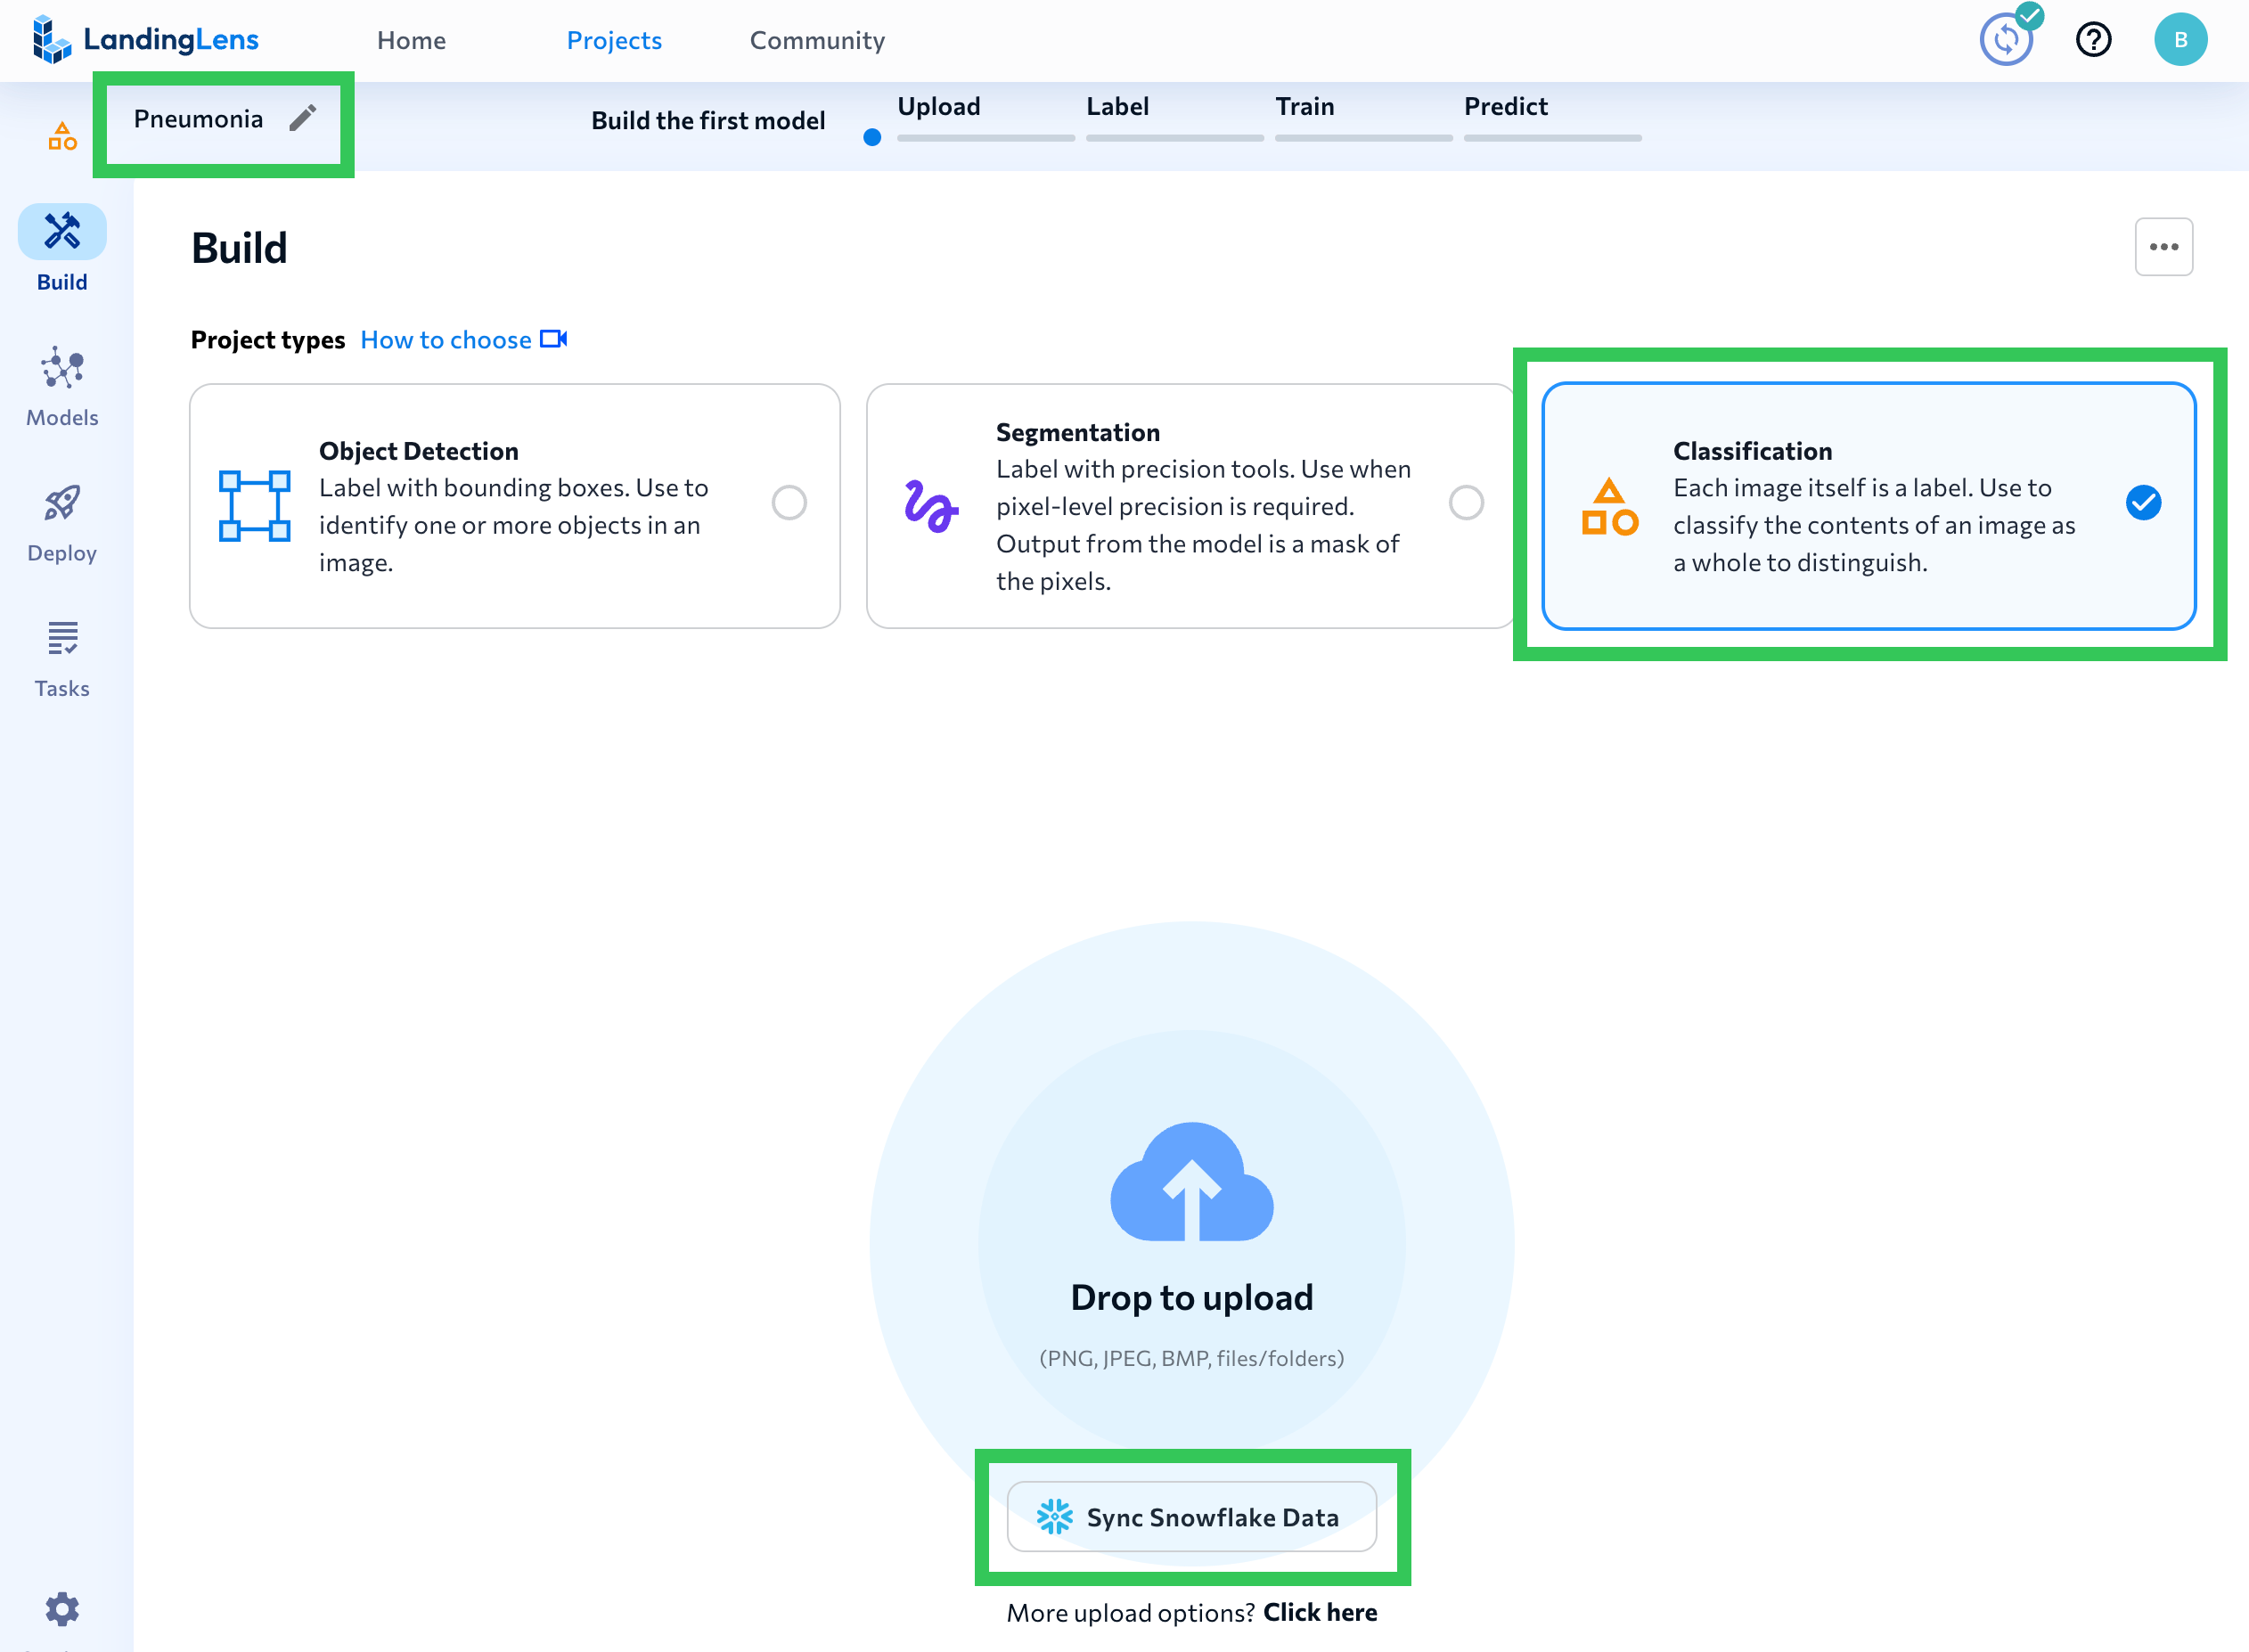 LandingLens
Home
Projects
Community
B
Pneumonia
Build the first model
Upload
Label
Train
Predict
Build
Models
Deploy
Tasks
Build
Project types How to choose
Object Detection
Label with bounding boxes. Use to
identify one or more objects in an
image.
Segmentation
Label with precision tools. Use when
pixel-level precision is required.
Output from the model is a mask of
the pixels.
Classification
Each image itself is a label. Use to
classify the contents of an image as
a whole to distinguish.
Drop to upload
(PNG, JPEG, BMP, files/folders)
Sync Snowflake Data
More upload options? Click here